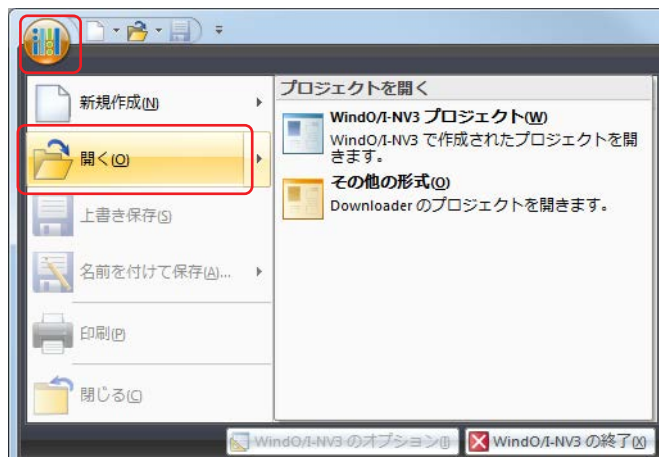 新規作成(N)
開く(O)
上書き保存(S)
名前を付けて保存(A)...
印刷(P)
閉じる(C)
プロジェクトを開く
WindO/I-NV3 プロジェクト(W)
WindO/I-NV3 で作成されたプロジェクトを開
きます。
その他の形式(O)
Downloader のプロジェクトを開きます。
WindO/I-NV3 のオプション(I)
WindO/I-NV3 の終了(X)